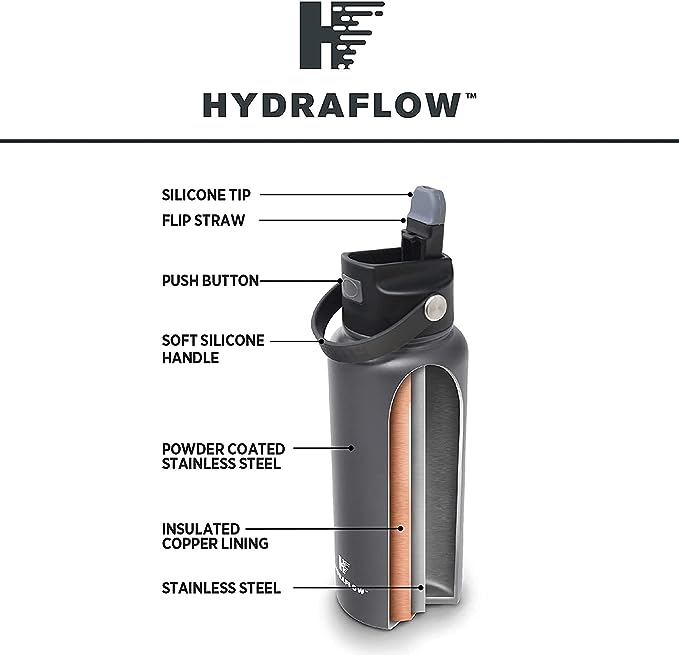 HYDRAFLOW™
SILICONE TIP
FLIP STRAW
PUSH BUTTON
SOFT SILICONE
HANDLE
POWDER COATED
STAINLESS STEEL
INSULATED
COPPER LINING
STAINLESS STEEL
HYDRAFLOW™